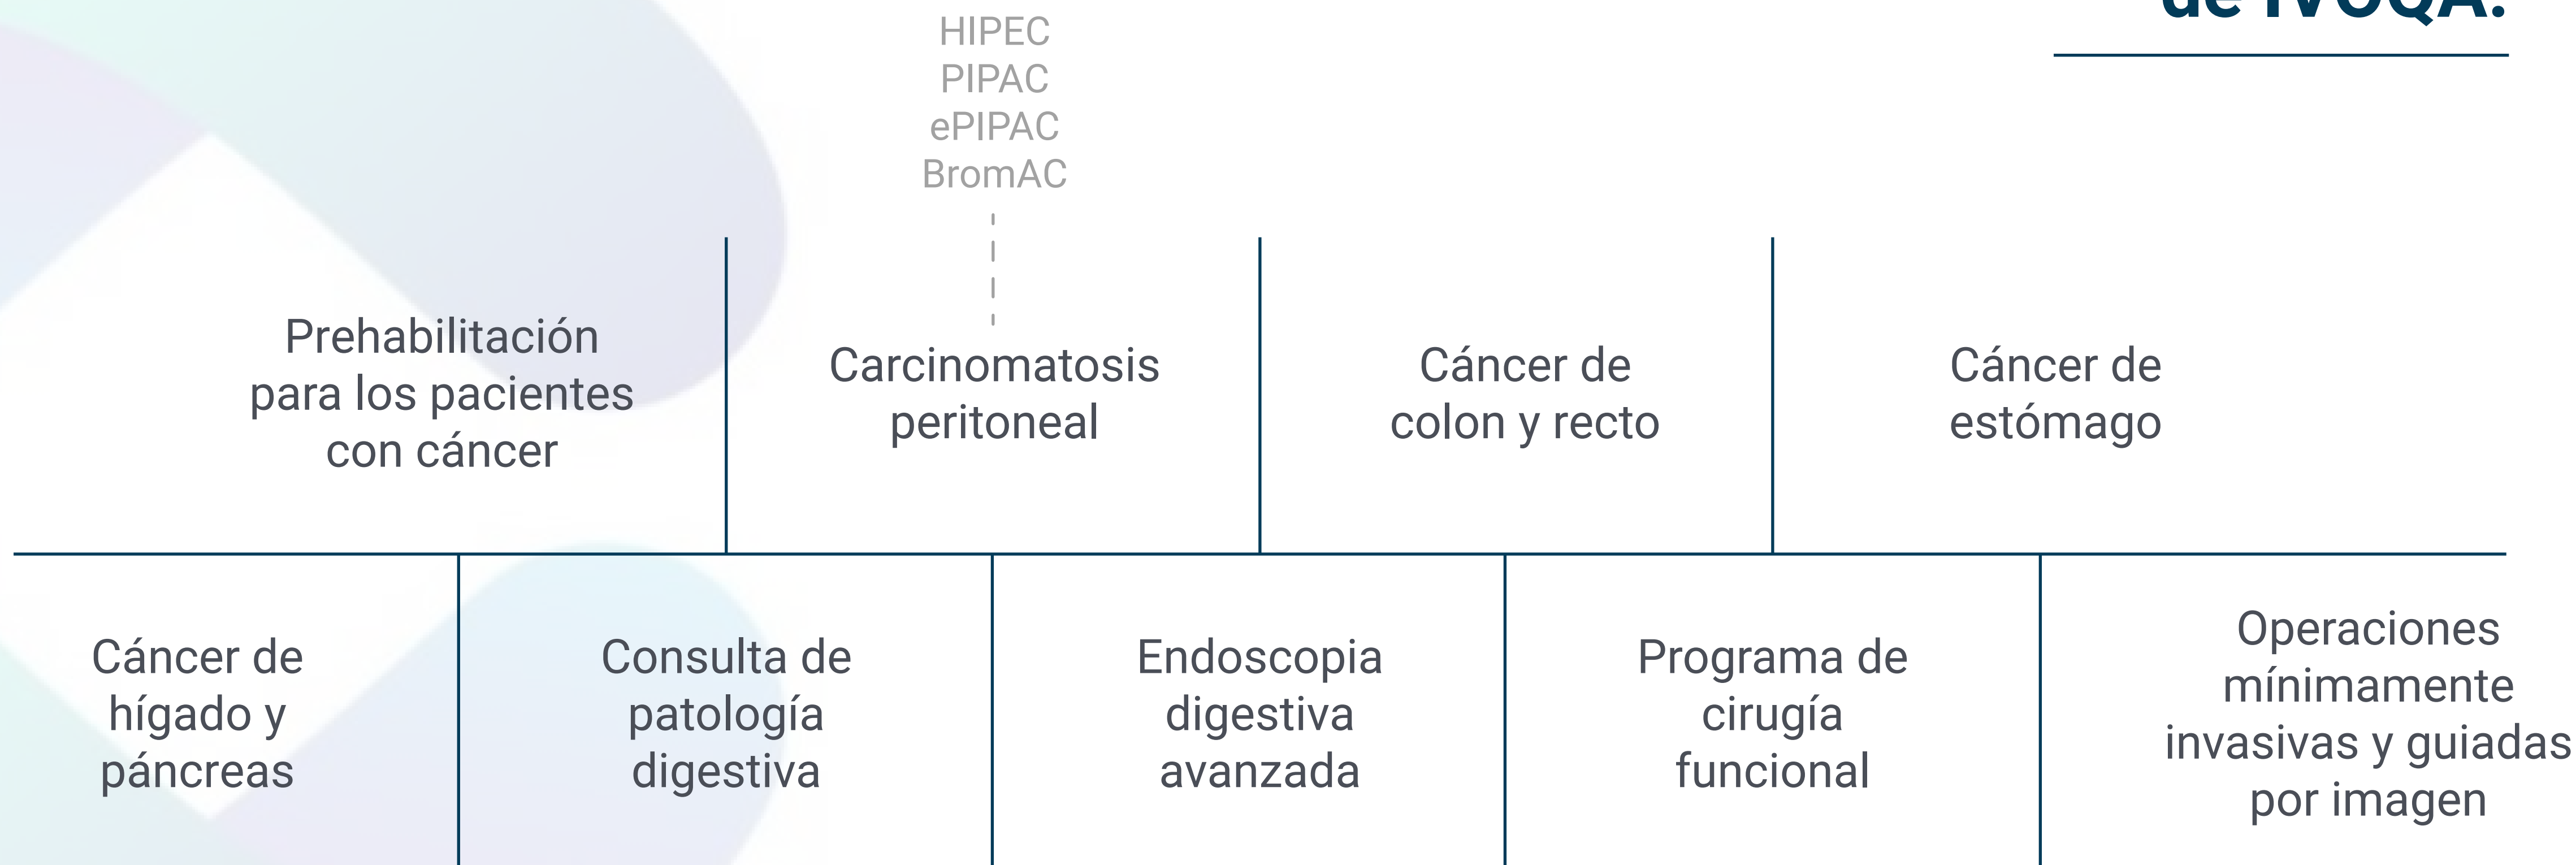 de IVOQA:
HIPEC
PIPAC
ePIPAC
BromAC
Prehabilitación
para los pacientes
con cáncer
Carcinomatosis
peritoneal
Cáncer de
colon y recto
Cáncer de
estómago
Cáncer de
hígado y
páncreas
Consulta de
patología
digestiva
Endoscopia
digestiva
avanzada
Programa de
cirugía
funcional
Operaciones
mínimamente
invasivas y guiadas
por imagen